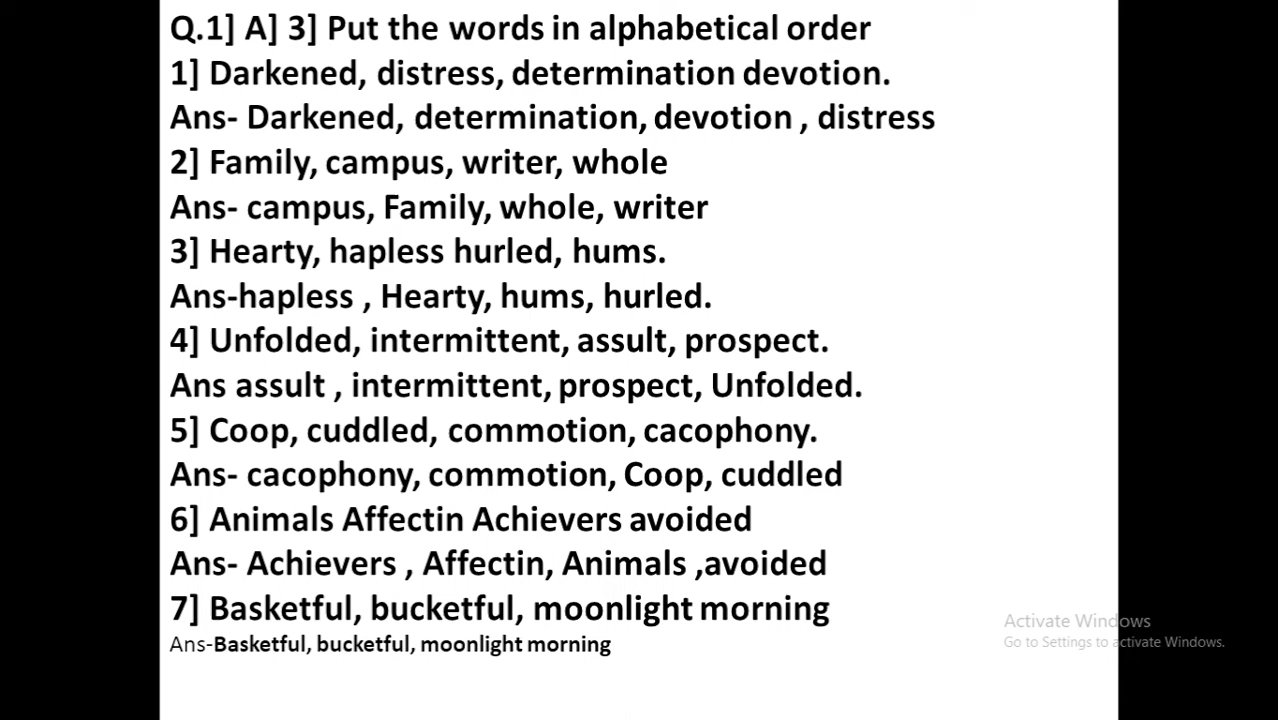 Q.1] A] 3] Put the words in alphabetical order
1] Darkened, distress, determination devotion.
Ans- Darkened, determination, devotion , distress
2] Family, campus, writer, whole
Ans- campus, Family, whole, writer
3] Hearty, hapless hurled, hums.
Ans-hapless , Hearty, hums, hurled.
4] Unfolded, intermittent, assult, prospect.
Ans assult , intermittent, prospect, Unfolded.
5] Coop, cuddled, commotion, cacophony.
Ans- cacophony, commotion, Coop, cuddled
6] Animals Affectin Achievers avoided
Ans- Achievers , Affectin, Animals ,avoided
7] Basketful, bucketful, moonlight morning
Ans-Basketful, bucketful, moonlight morning
Activate Windows
Go to Settings to activate Windows.